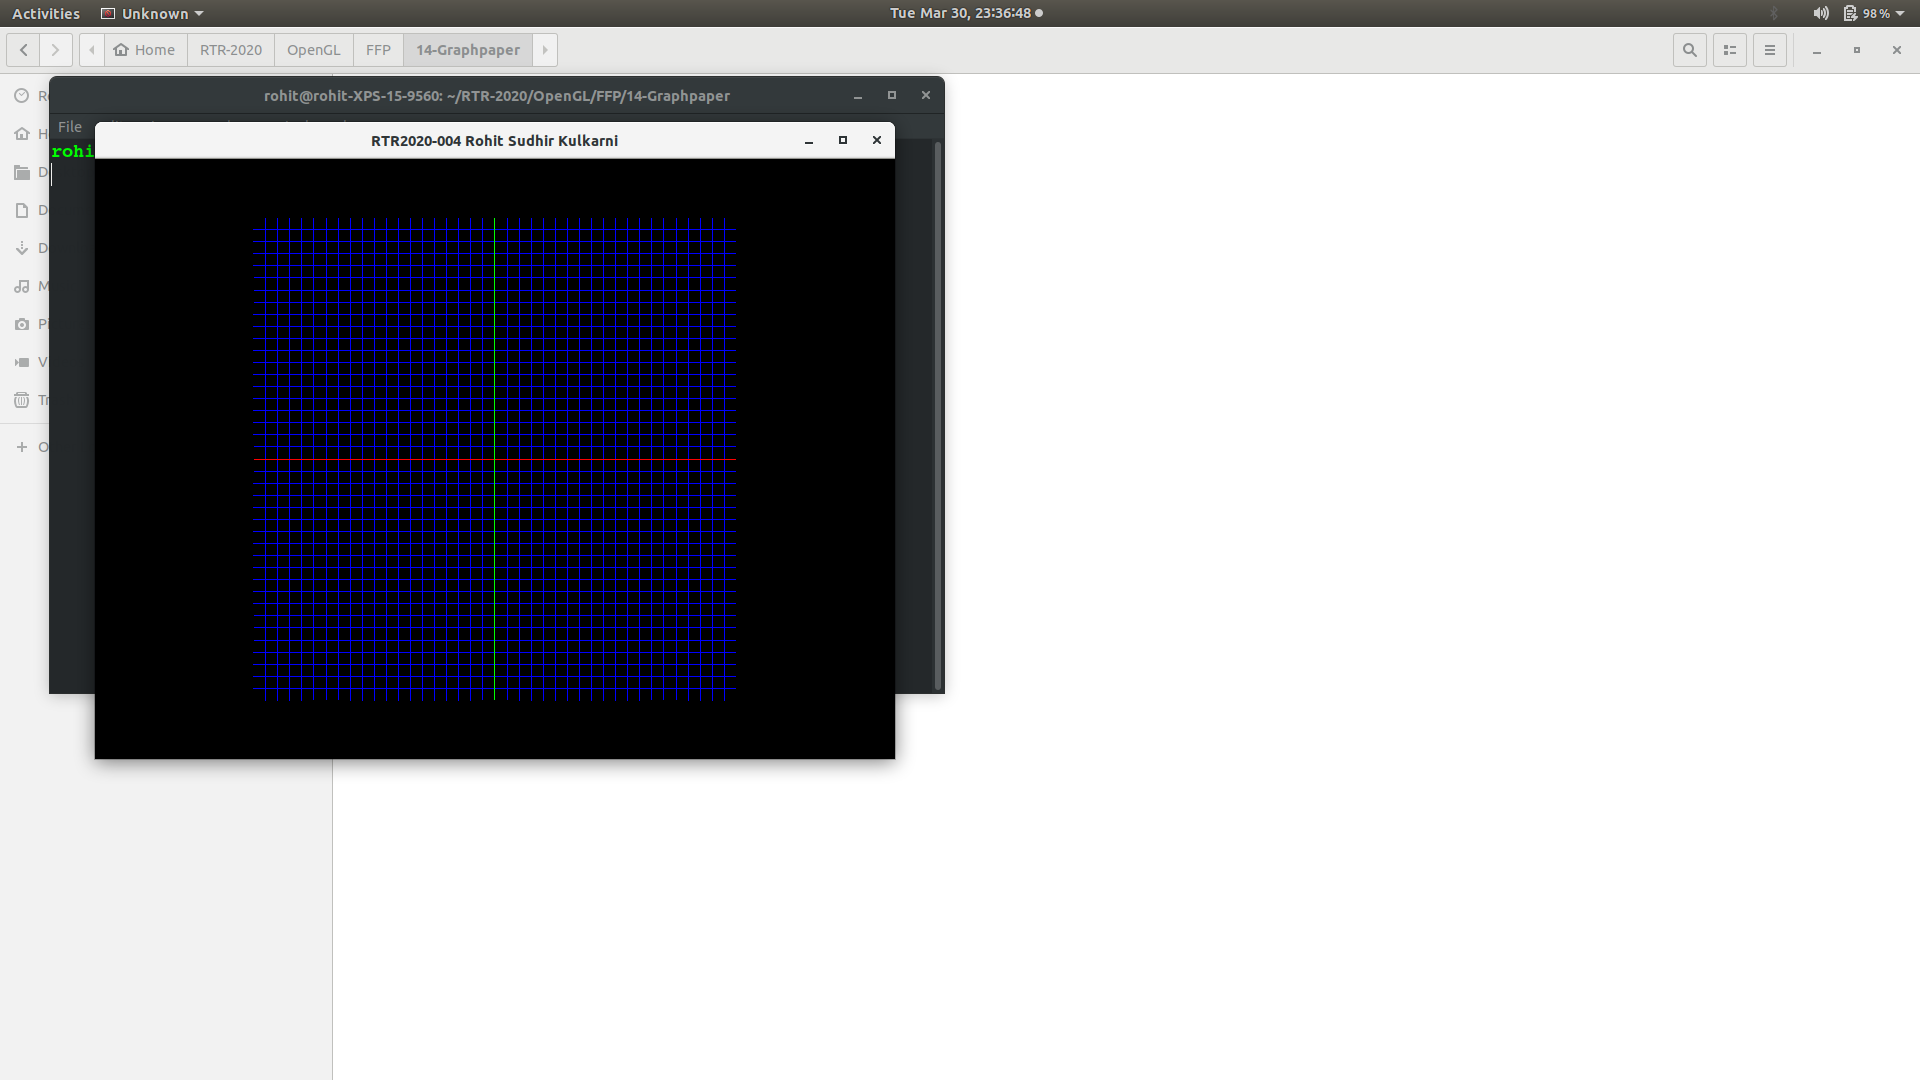 Activities Unknown Tue Mar 30, 23:36:48 98 %
Home RTR-2020 OpenGL FFP 14-Graphpaper
rohit@rohit-XPS-15-9560: ~/RTR-2020/OpenGL/FFP/14-Graphpaper
File
RTR2020-004 Rohit Sudhir Kulkarni
rohi